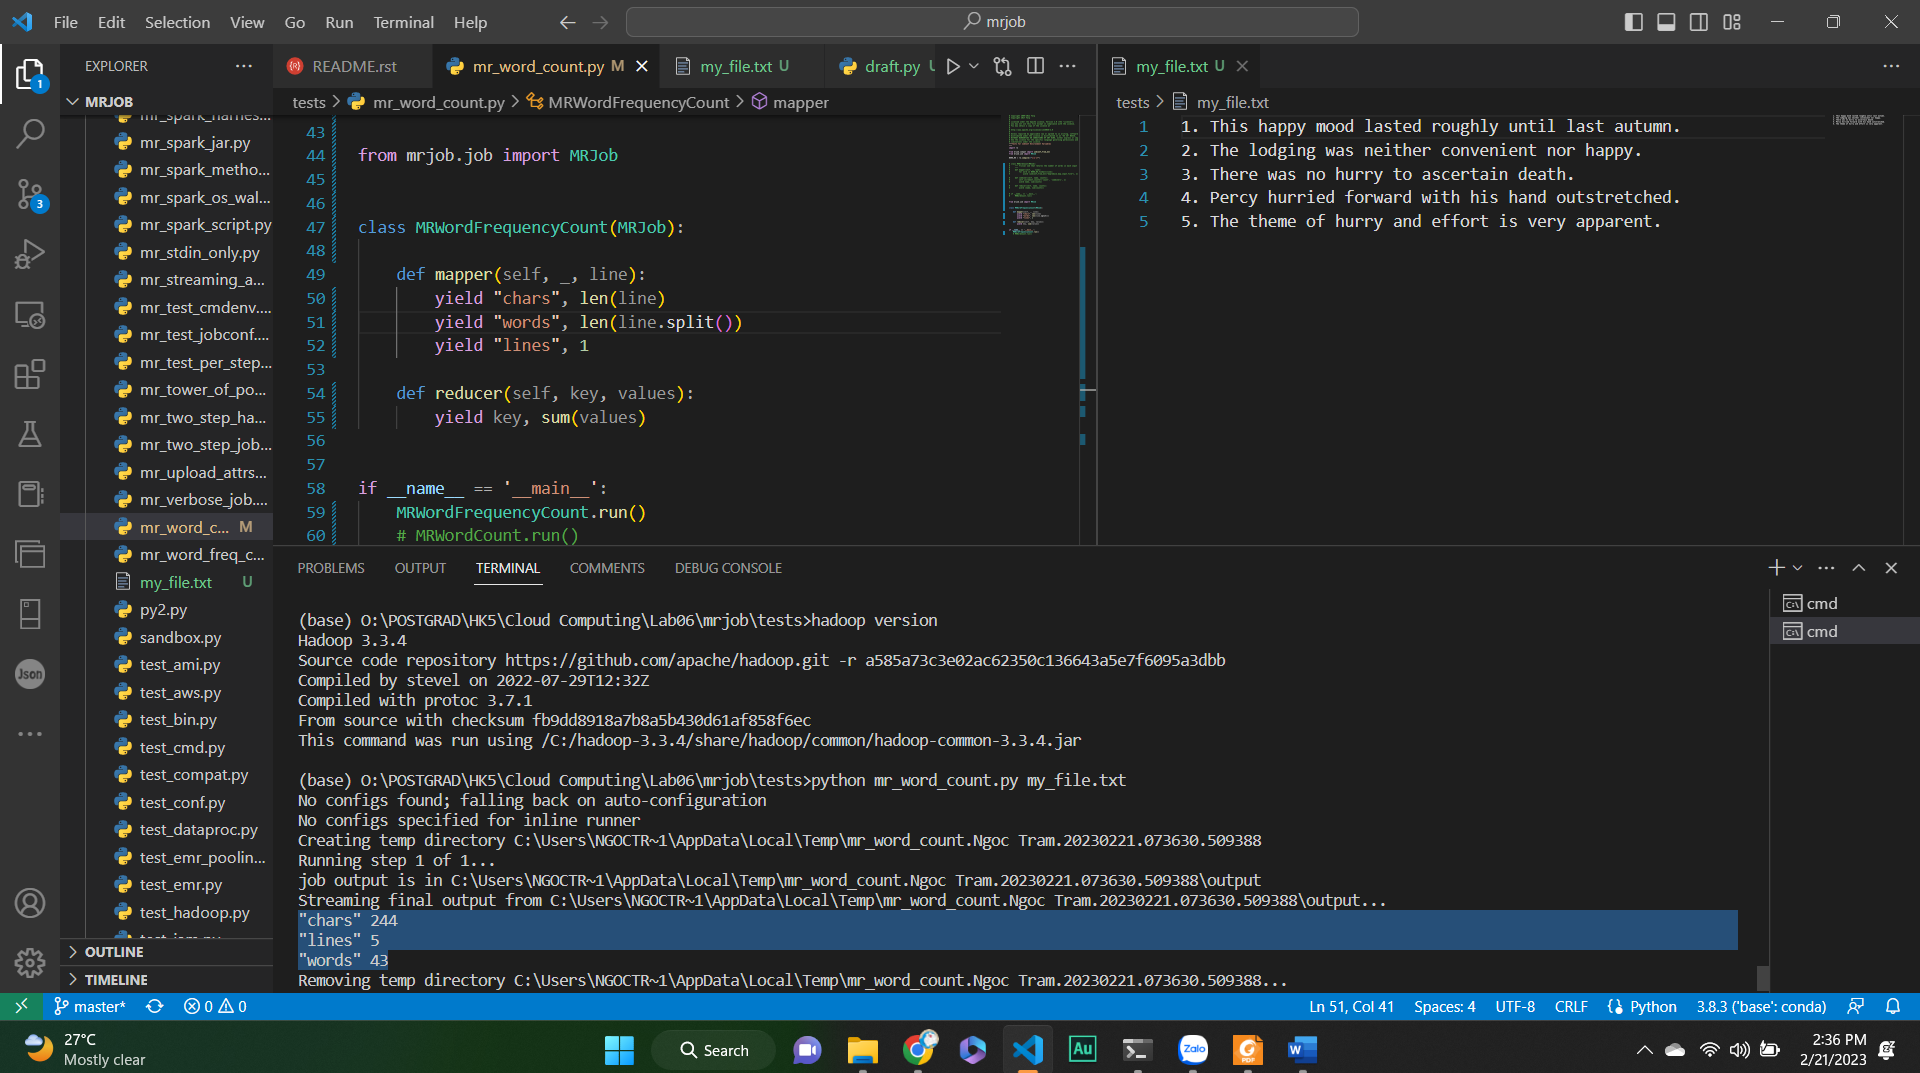 File Edit Selection View Go Run Terminal Help
mrjob
EXPLORER
MRJOB
mr_spark_jar.py
mr_spark_metho...
mr_spark_os_wal...
mr_spark_script.py
mr_stdin_only.py
mr_streaming_a...
mr_test_cmdenv....
mr_test_jobconf....
mr_test_per_step...
mr_tower_of_po...
mr_two_step_ha...
mr_two_step_job...
mr_upload_attrs...
mr_verbose_job....
mr_word_c... M
mr_word_freq_c...
my_file.txt U
py2.py
sandbox.py
test_ami.py
test_aws.py
test_bin.py
test_cmd.py
test_compat.py
test_conf.py
test_dataproc.py
test_emr_poolin...
test_emr.py
test_hadoop.py
OUTLINE
TIMELINE
1
3
Json
README.rst
mr_word_count.py M
my_file.txt U
draft.py
tests > mr_word_count.py > MRWordFrequencyCount > mapper
43
44 from mrjob.job import MRJob
45
46
47 class MRWordFrequencyCount(MRJob):
48
49 def mapper(self, _, line):
50 yield "chars", len(line)
51 yield "words", len(line.split())
52 yield "lines", 1
53
54 def reducer(self, key, values):
55 yield key, sum(values)
56
57
58 if __name__ == '__main__':
59 MRWordFrequencyCount.run()
60 # MRWordCount.run()
my_file.txt U
tests > my_file.txt
1 1. This happy mood lasted roughly until last autumn.
2 2. The lodging was neither convenient nor happy.
3 3. There was no hurry to ascertain death.
4 4. Percy hurried forward with his hand outstretched.
5 5. The theme of hurry and effort is very apparent.
PROBLEMS OUTPUT TERMINAL COMMENTS DEBUG CONSOLE
cmd
cmd
(base) O:\POSTGRAD\HK5\Cloud Computing\Lab06\mrjob\tests>hadoop version
Hadoop 3.3.4
Source code repository https://github.com/apache/hadoop.git -r a585a73c3e02ac62350c136643a5e7f6095a3dbb
Compiled by stevel on 2022-07-29T12:32Z
Compiled with protoc 3.7.1
From source with checksum fb9dd8918a7b8a5b430d61af858f6ec
This command was run using /C:/hadoop-3.3.4/share/hadoop/common/hadoop-common-3.3.4.jar
(base) O:\POSTGRAD\HK5\Cloud Computing\Lab06\mrjob\tests>python mr_word_count.py my_file.txt
No configs found; falling back on auto-configuration
No configs specified for inline runner
Creating temp directory C:\Users\NGOCTR~1\AppData\Local\Temp\mr_word_count.Ngoc Tram.20230221.073630.509388
Running step 1 of 1...
job output is in C:\Users\NGOCTR~1\AppData\Local\Temp\mr_word_count.Ngoc Tram.20230221.073630.509388\output
Streaming final output from C:\Users\NGOCTR~1\AppData\Local\Temp\mr_word_count.Ngoc Tram.20230221.073630.509388\output...
"chars" 244
"lines" 5
"words" 43
Removing temp directory C:\Users\NGOCTR~1\AppData\Local\Temp\mr_word_count.Ngoc Tram.20230221.073630.509388...
master* 0 0
Ln 51, Col 41 Spaces: 4 UTF-8 CRLF Python 3.8.3 ('base': conda)
27°C
Mostly clear
Search
Au
Zalo
PDF
W
2:36 PM
2/21/2023